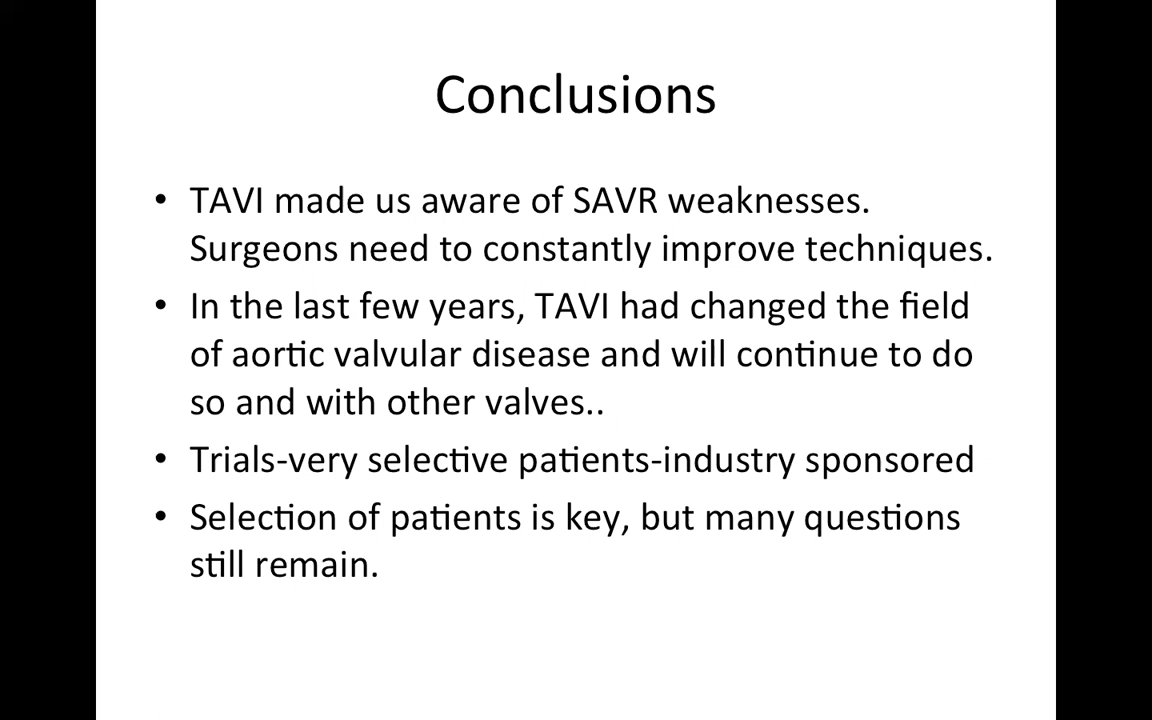 Conclusions
• TAVI made us aware of SAVR weaknesses.
Surgeons need to constantly improve techniques.
• In the last few years, TAVI had changed the field
of aortic valvular disease and will continue to do
so and with other valves..
• Trials-very selective patients-industry sponsored
• Selection of patients is key, but many questions
still remain.